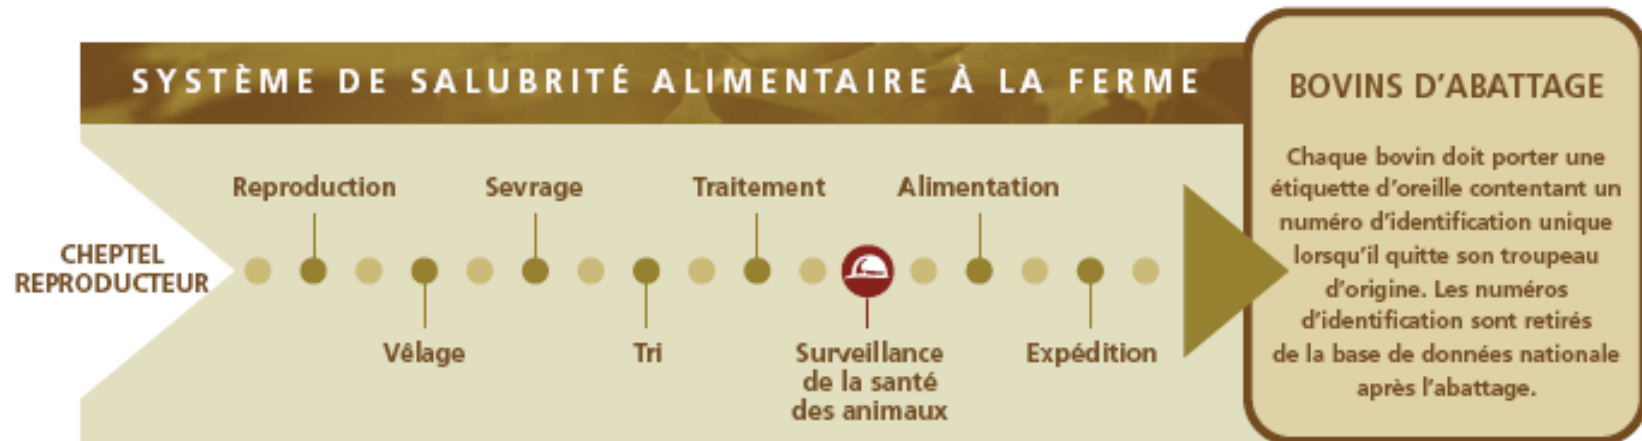 SYSTÈME DE SALUBRITÉ ALIMENTAIRE À LA FERME
CHEPTEL
REPRODUCTEUR
Reproduction
Vêlage
Sevrage
Tri
Traitement
Surveillance
de la santé
des animaux
Alimentation
Expédition
BOVINS D'ABATTAGE
Chaque bovin doit porter une
étiquette d'oreille contentant un
numéro d'identification unique
lorsqu'il quitte son troupeau
d'origine. Les numéros
d'identification sont retirés
de la base de données nationale
après l'abattage.